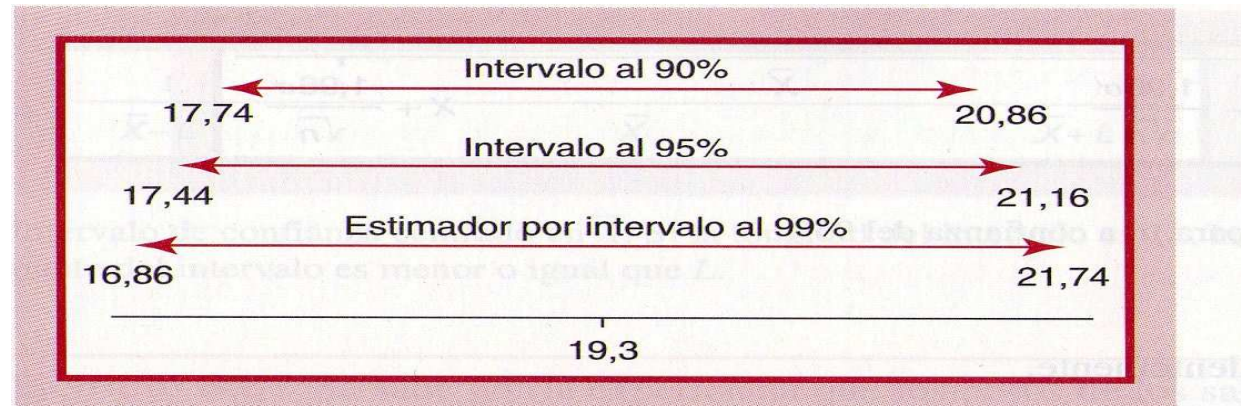 Intervalo al 90%
17,74 20,86
Intervalo al 95%
17,44 21,16
Estimador por intervalo al 99%
16,86 21,74
19,3